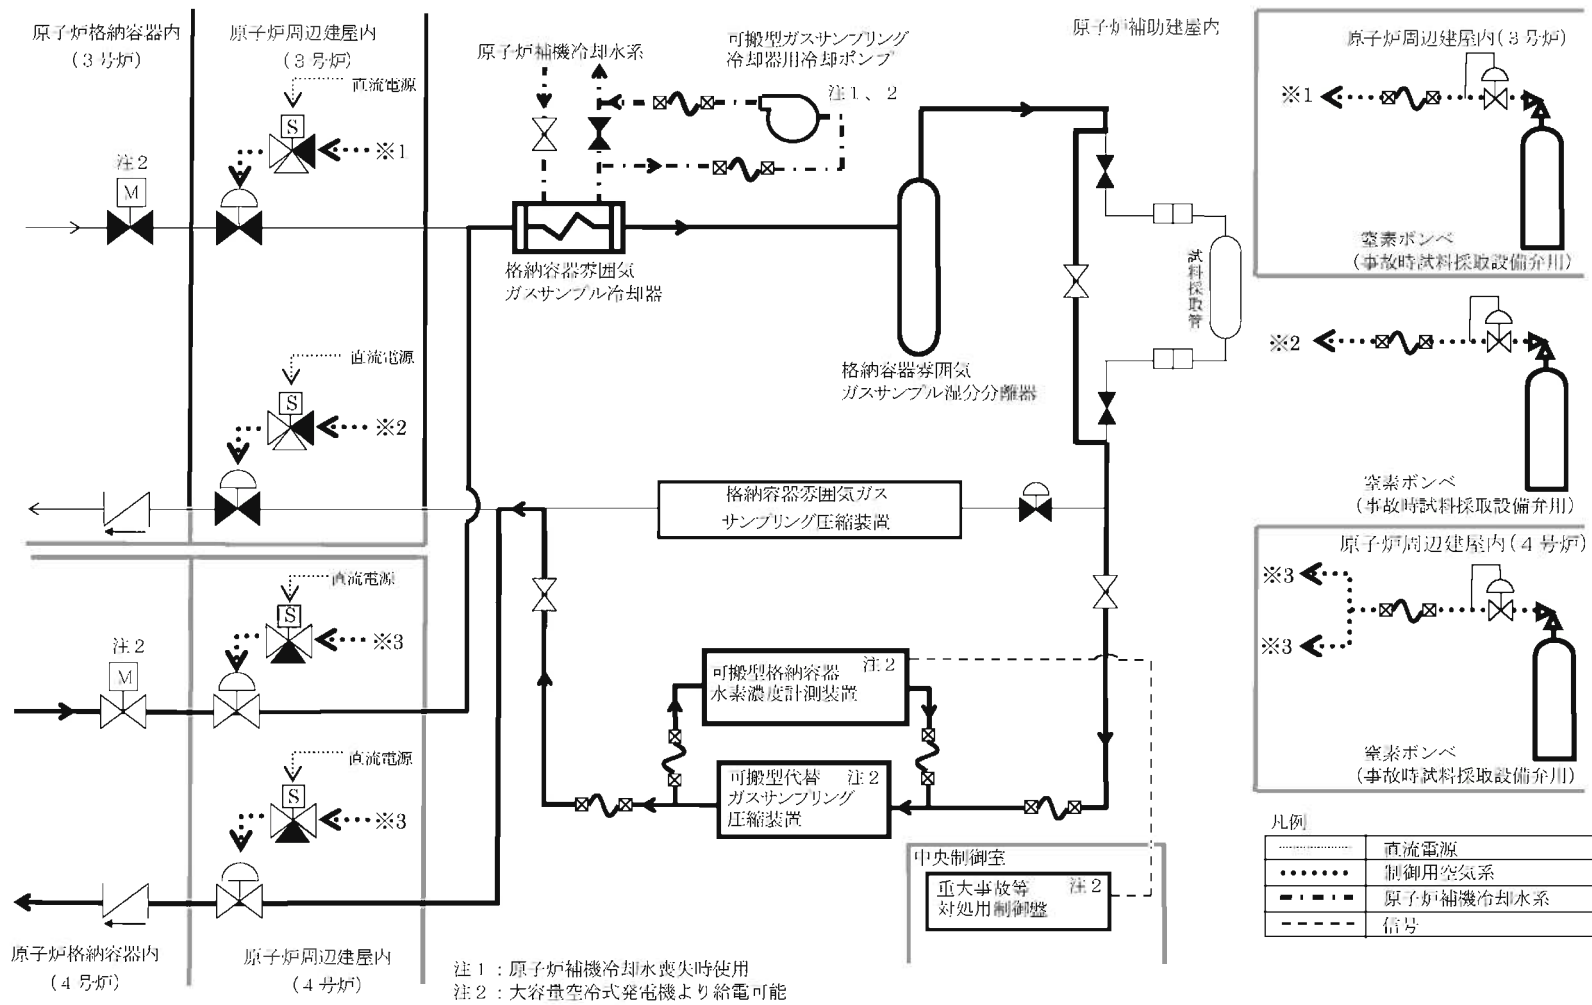 原子炉格納容器内
(3号炉)
原子炉周辺建屋内
(3号炉)
直流電源
S
※1
注2
M
直流電源
S
※2
原子炉補機冷却水系
可搬型ガスサンプリング
冷却器用冷却ポンプ
注1、2
格納容器雰囲気
ガスサンプル冷却器
格納容器雰囲気
ガスサンプル湿分分離器
原子炉補助建屋内
試料採取管
格納容器雰囲気ガス
サンプリング圧縮装置
原子炉周辺建屋内(3号炉)
※1
窒素ボンベ
(事故時試料採取設備弁用)
※2
窒素ボンベ
(事故時試料採取設備弁用)
原子炉周辺建屋内(4号炉)
※3
※3
窒素ボンベ
(事故時試料採取設備弁用)
直流電源
S
※3
注2
M
直流電源
S
※3
可搬型格納容器 注2
水素濃度計測装置
可搬型代替 注2
ガスサンプリング
圧縮装置
中央制御室
重大事故等 注2
対処用制御盤
原子炉格納容器内
(4号炉)
原子炉周辺建屋内
(4号炉)
注1:原子炉補機冷却水喪失時使用
注2:大容量空冷式発電機より給電可能
凡例
直流電源
制御用空気系
原子炉補機冷却水系
信号